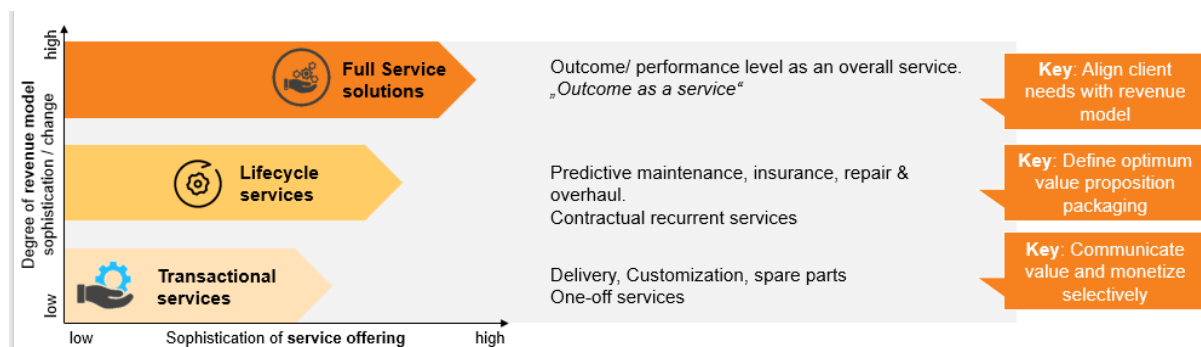 high
Degree of revenue model
sophistication / change
low
Full Service
solutions
Outcome/ performance level as an overall service.
„Outcome as a service“
Key: Align client
needs with revenue
model
Lifecycle
services
Predictive maintenance, insurance, repair &
overhaul.
Contractual recurrent services
Key: Define optimum
value proposition
packaging
Transactional
services
Delivery, Customization, spare parts
One-off services
Key: Communicate
value and monetize
selectively
low
Sophistication of service offering
high